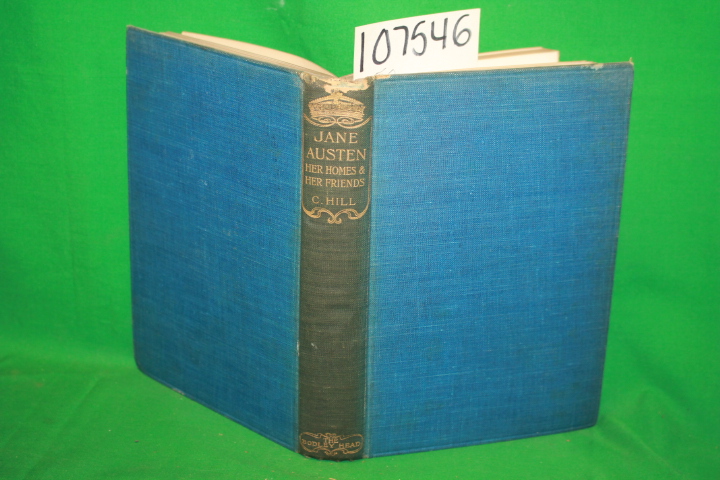 107546
JANE
AUSTEN
HER HOMES &
HER FRIENDS
C. HILL
THE
BODLEY HEAD